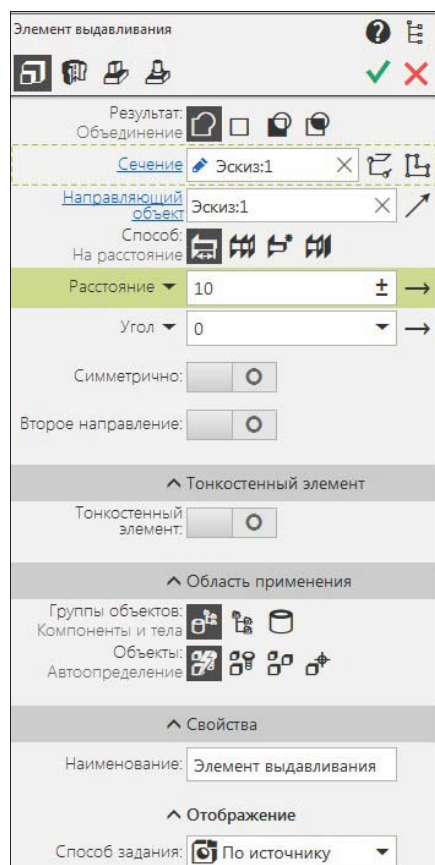 Элемент выдавливания
Результат:
Объединение
Сечение Эскиз:1
Направляющий
объект Эскиз:1
Способ:
На расстояние
Расстояние 10
Угол 0
Симметрично:
Второе направление:
Тонкостенный элемент
Тонкостенный
элемент:
Область применения
Группы объектов:
Компоненты и тела
Объекты:
Автоопределение
Свойства
Наименование: Элемент выдавливания
Отображение
Способ задания: По источнику